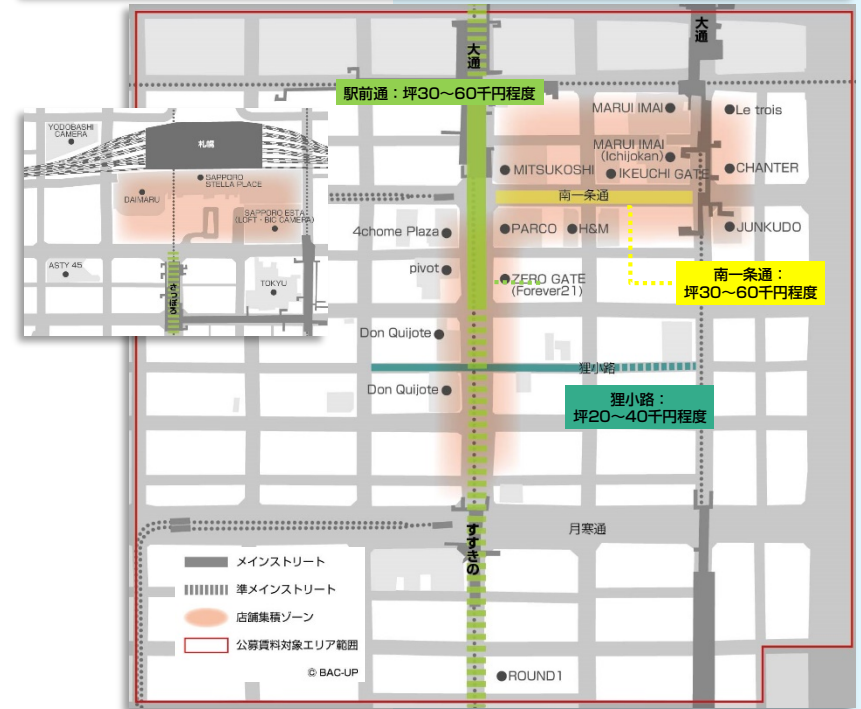 大通
大通
駅前通：坪30～60千円程度
MARUI IMAI
Le trois
MARUI IMAI
(Ichijokan)
MITSUKOSHI
IKEUCHI GATE
CHANTER
南一条通
4chome Plaza
PARCO
H&M
JUNKUDO
pivot
ZERO GATE
(Forever21)
南一条通：
坪30～60千円程度
Don Quijote
狸小路
Don Quijote
狸小路：
坪20～40千円程度
すすきの
月寒通
ROUND1
YODOBASHI
CAMERA
札幌
SAPPORO
STELLA PLACE
DAIMARU
SAPPORO ESTA
(LOFT・BIC CAMERA)
ASTY 45
さっぽろ
TOKYU
メインストリート
準メインストリート
店舗集積ゾーン
公募賃料対象エリア範囲
© BAC-UP